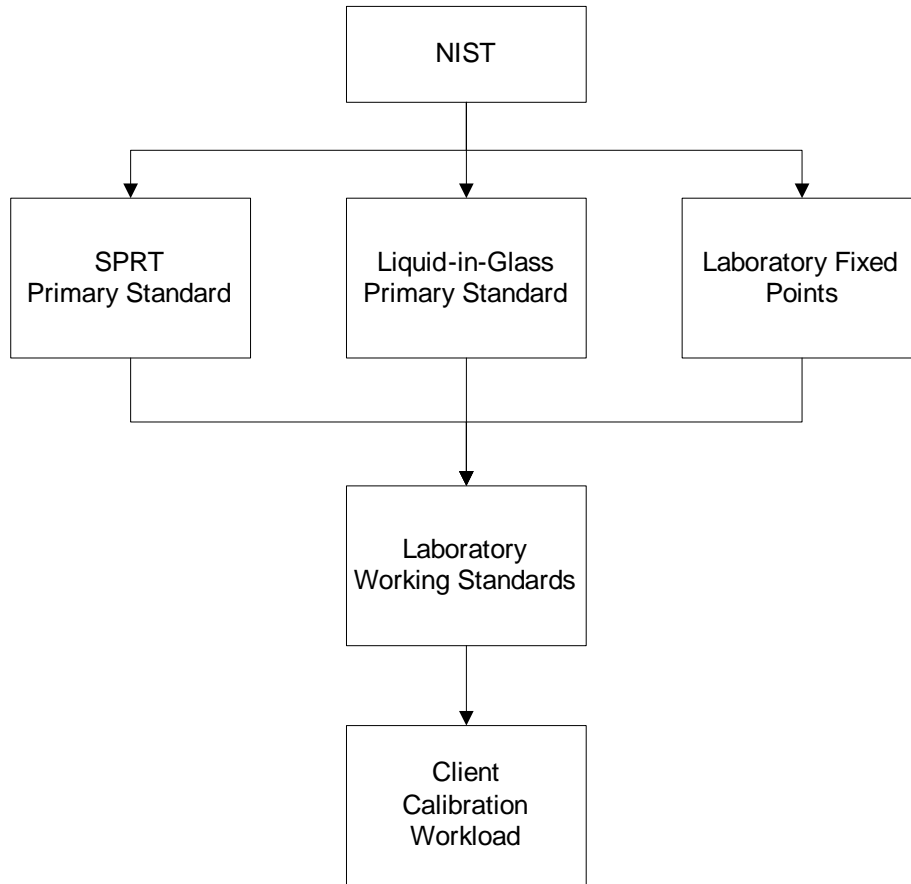 NIST
SPRT
Primary Standard
Liquid-in-Glass
Primary Standard
Laboratory Fixed
Points
Laboratory
Working Standards
Client
Calibration
Workload